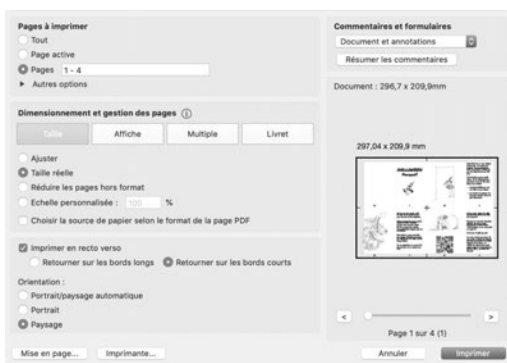 Pages à imprimer
Tout
Page active
Pages 1 - 4
Autres options
Dimensionnement et gestion des pages
Taille Affiche Multiple Livret
Ajuster
Taille réelle
Réduire les pages hors format
Echelle personnalisée : 100 %
Choisir la source de papier selon le format de la page PDF
Imprimer en recto verso
Retourner sur les bords longs Retourner sur les bords courts
Orientation :
Portrait/paysage automatique
Portrait
Paysage
Mise en page... Imprimante...
Commentaires et formulaires
Document et annotations
Résumer les commentaires
Document : 296,7 x 209,9mm
297,04 x 209,9 mm
< >
Page 1 sur 4 (1)
Annuler Imprimer